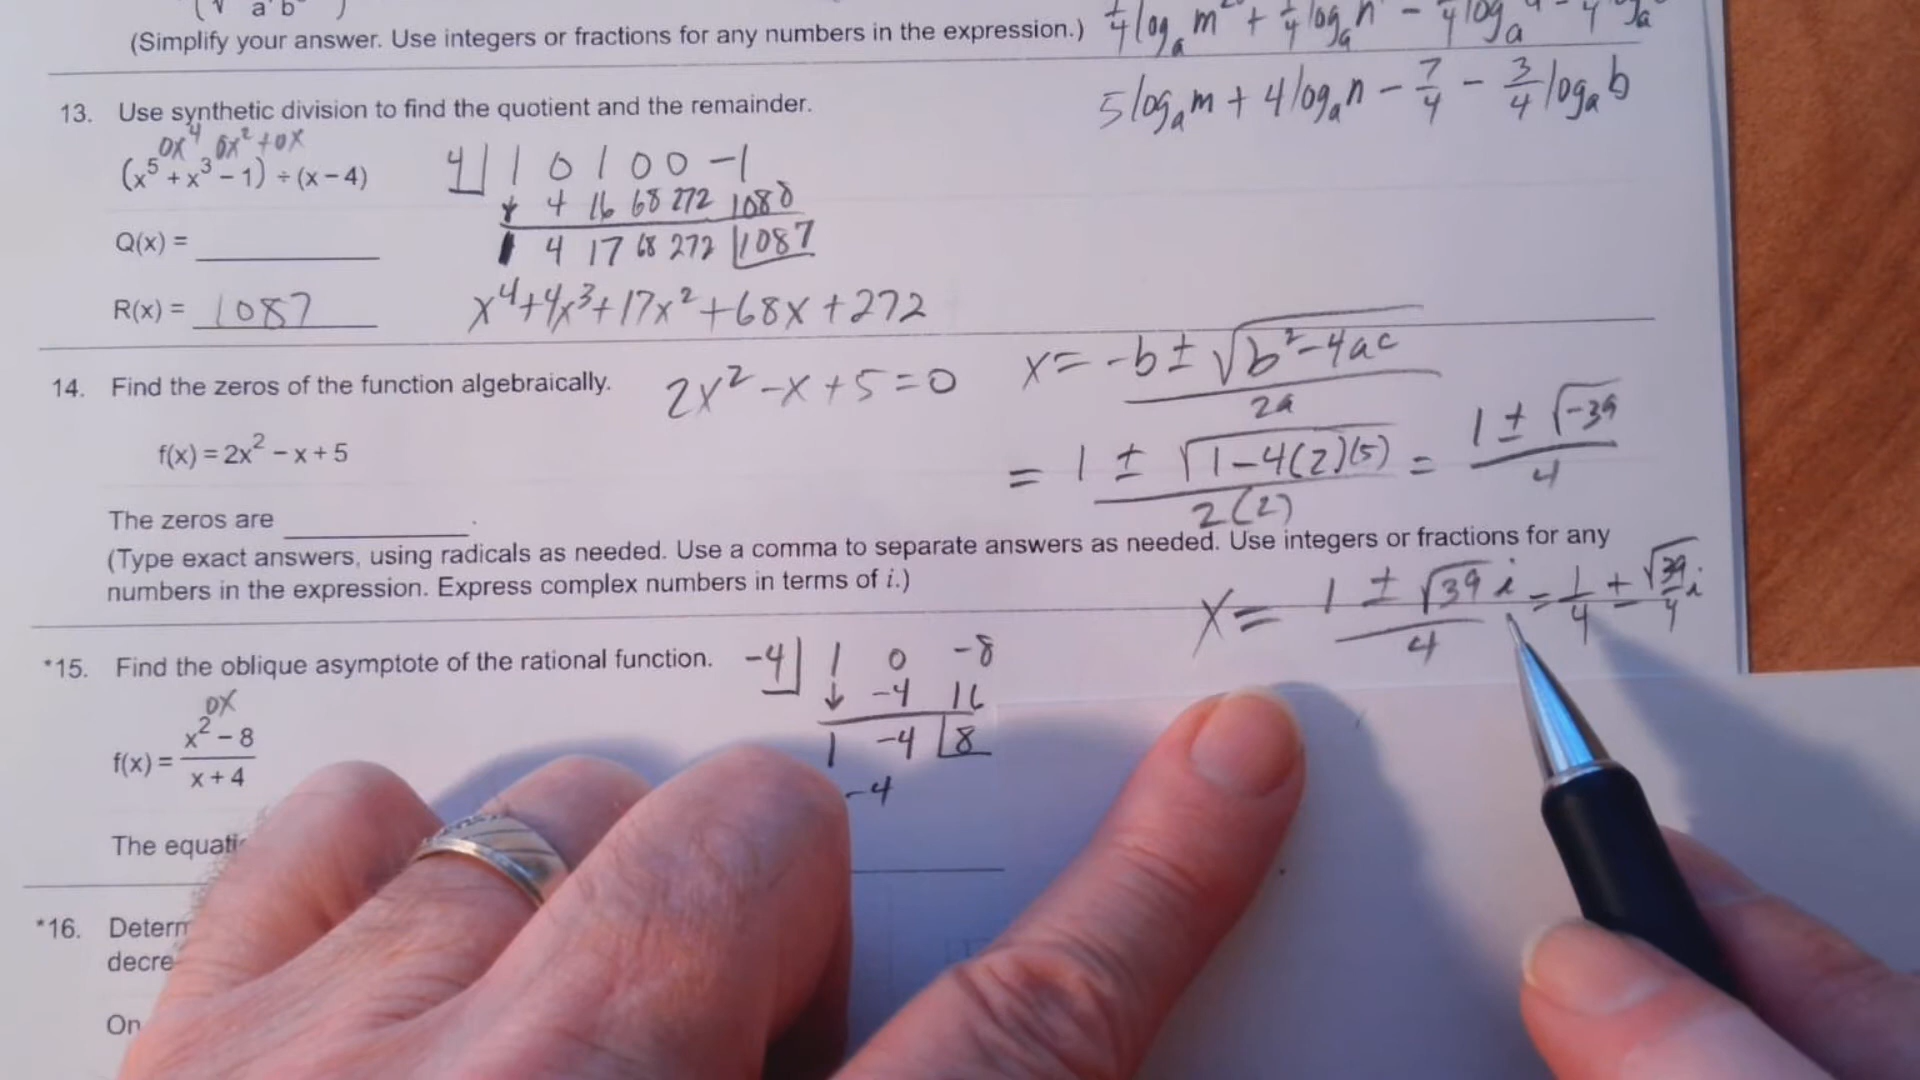 (Simplify your answer. Use integers or fractions for any numbers in the expression.)
5 log_a m + 4 log_a n - 7/4 - 3/4 log_a b
13. Use synthetic division to find the quotient and the remainder.
0x⁴ 0x² + 0x
(x⁵ + x³ - 1) ÷ (x - 4)
4| 1 0 1 0 0 -1
4 16 68 272 1088
1 4 17 68 272 |1087
Q(x) =
R(x) = 1087
x⁴ + 4x³ + 17x² + 68x + 272
14. Find the zeros of the function algebraically.
2x² - x + 5 = 0
x = -b ± √(b² - 4ac) / 2a
f(x) = 2x² - x + 5
= 1 ± √(1 - 4(2)(5)) / 2(2) = 1 ± √-39 / 4
The zeros are .
(Type exact answers, using radicals as needed. Use a comma to separate answers as needed. Use integers or fractions for any
numbers in the expression. Express complex numbers in terms of i.)
x = 1 ± √39 i / 4 = 1/4 ± √39/4 i
*15. Find the oblique asymptote of the rational function.
-4| 1 0 -8
-4 16
1 -4 |8
-4
0x
f(x) = x² - 8 / x + 4
The
*16.
On